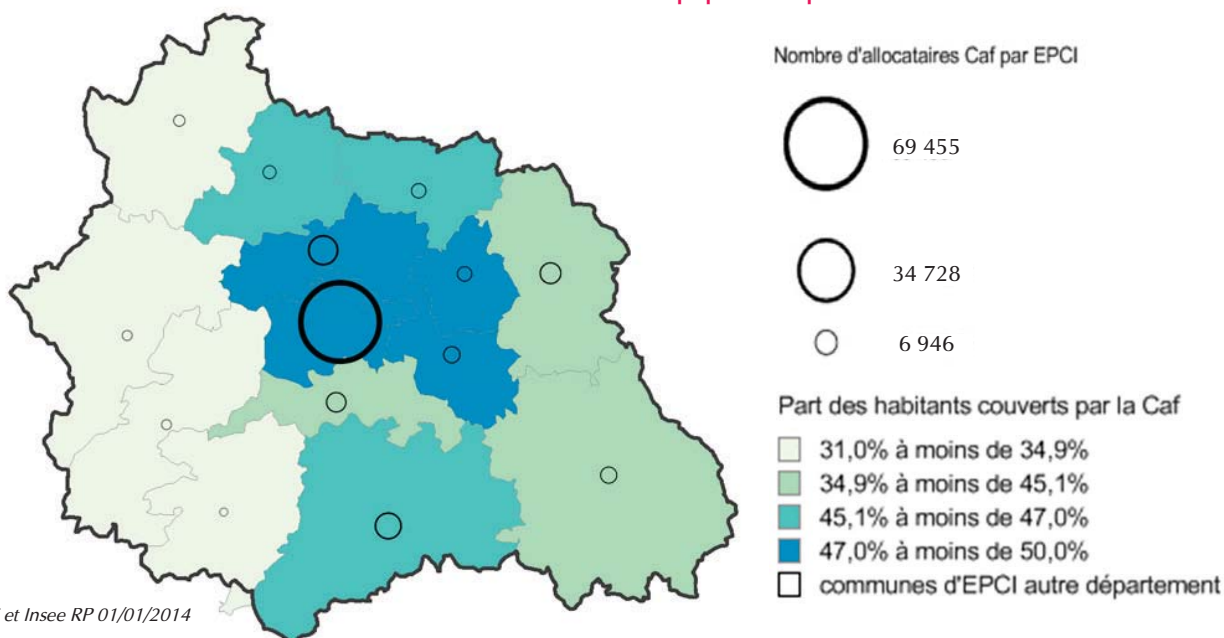 Nombre d'allocataires Caf par EPCI
69 455
34 728
6 946
Part des habitants couverts par la Caf
31,0% à moins de 34,9%
34,9% à moins de 45,1%
45,1% à moins de 47,0%
47,0% à moins de 50,0%
communes d'EPCI autre département
et Insee RP 01/01/2014